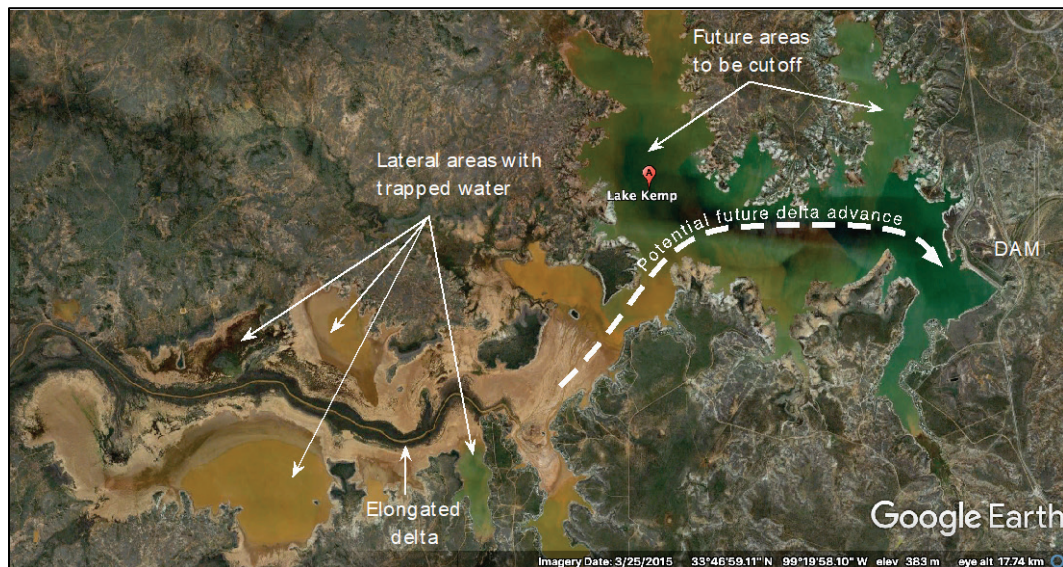 Future areas
to be cutoff
Lateral areas with
trapped water
A
Lake Kemp
Potential future delta advance
DAM
Elongated
delta
Google Earth
Imagery Date: 3/25/2015 33°46'59.11" N 99°19'58.10" W elev 383 m eye alt 17.74 km